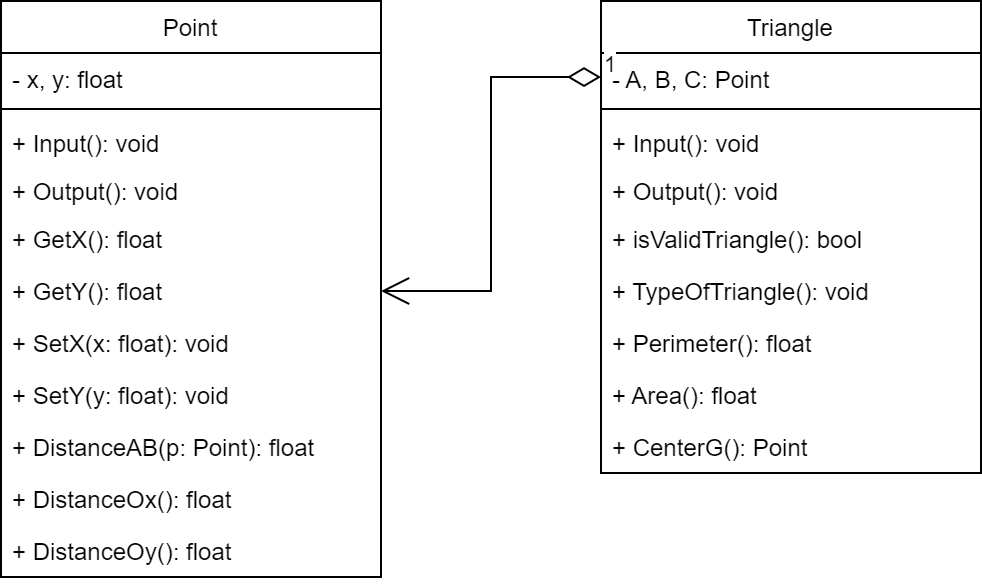 Point
- x, y: float
+ Input(): void
+ Output(): void
+ GetX(): float
+ GetY(): float
+ SetX(x: float): void
+ SetY(y: float): void
+ DistanceAB(p: Point): float
+ DistanceOx(): float
+ DistanceOy(): float
Triangle
1
- A, B, C: Point
+ Input(): void
+ Output(): void
+ isValidTriangle(): bool
+ TypeOfTriangle(): void
+ Perimeter(): float
+ Area(): float
+ CenterG(): Point